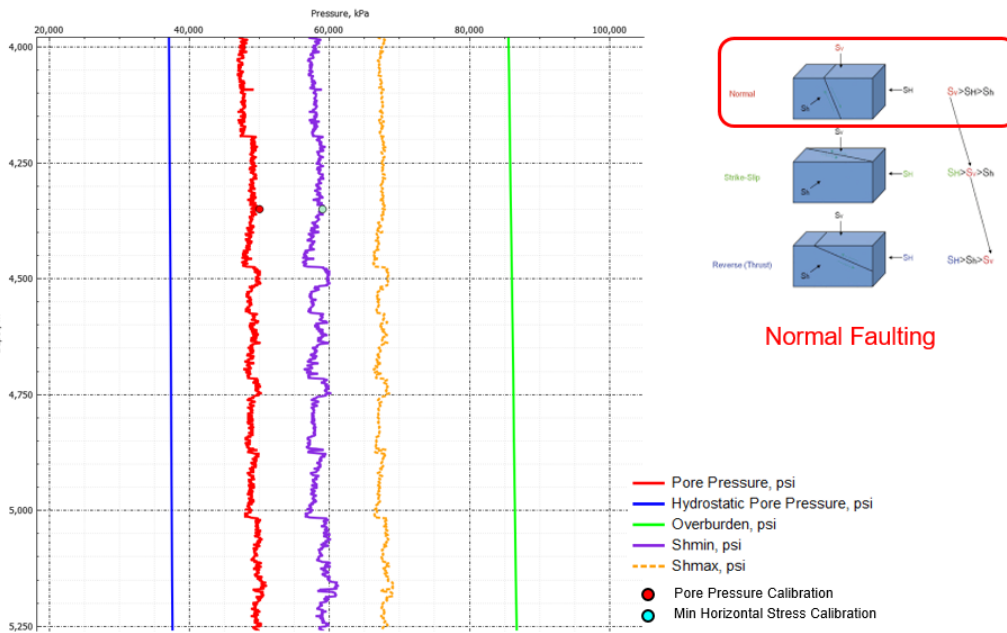 Pressure, kPa
20,000 40,000 60,000 80,000 100,000
4,000
4,250
4,500
4,750
5,000
5,250
Sv
Normal
Sh
SH
Sv>SH>Sh
Sv
Strike-Slip
Sh
SH
SH>Sv>Sh
Sv
Reverse (Thrust)
Sh
SH
SH>Sh>Sv
Normal Faulting
Pore Pressure, psi
Hydrostatic Pore Pressure, psi
Overburden, psi
Shmin, psi
Shmax, psi
Pore Pressure Calibration
Min Horizontal Stress Calibration